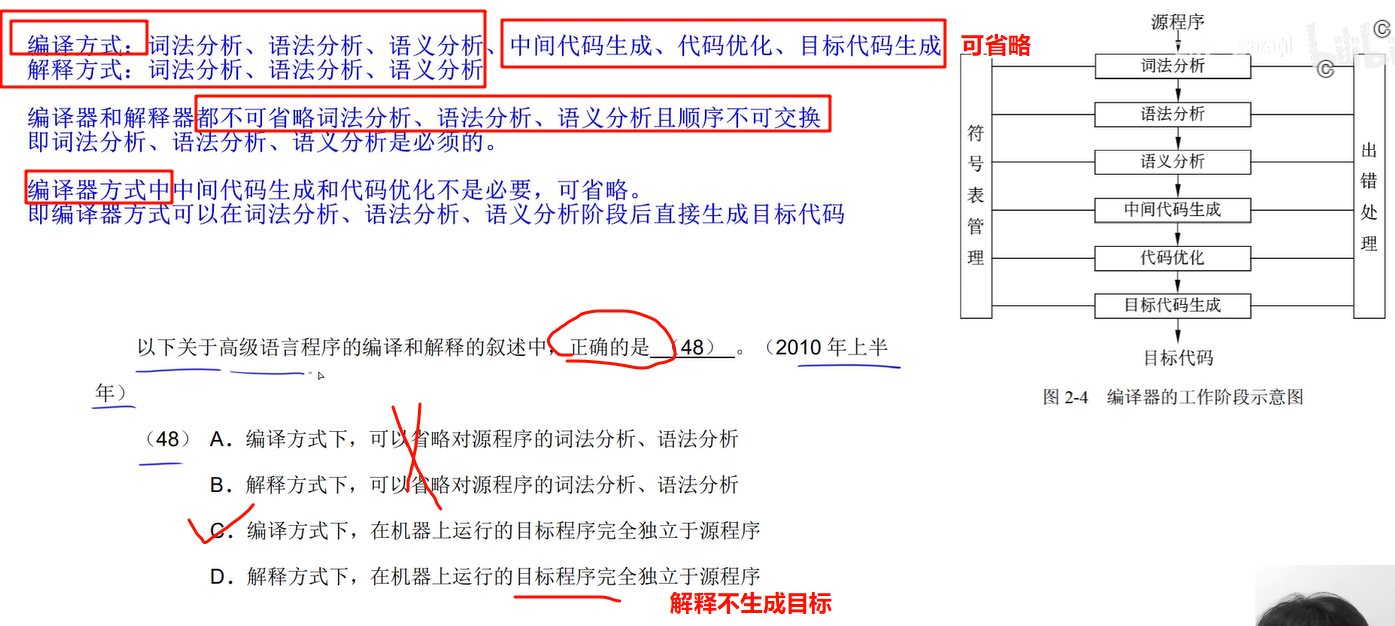 编译方式：词法分析、语法分析、语义分析、中间代码生成、代码优化、目标代码生成 可省略
解释方式：词法分析、语法分析、语义分析
编译器和解释器都不可省略词法分析、语法分析、语义分析且顺序不可交换
即词法分析、语法分析、语义分析是必须的。
编译器方式中中间代码生成和代码优化不是必要，可省略。
即编译器方式可以在词法分析、语法分析、语义分析阶段后直接生成目标代码
以下关于高级语言程序的编译和解释的叙述中，正确的是（48）。（2010 年上半
年）
（48） A．编译方式下，可以省略对源程序的词法分析、语法分析
B．解释方式下，可以省略对源程序的词法分析、语法分析
C．编译方式下，在机器上运行的目标程序完全独立于源程序
D．解释方式下，在机器上运行的目标程序完全独立于源程序
解释不生成目标
源程序
词法分析
语法分析
语义分析
中间代码生成
代码优化
目标代码生成
目标代码
符号表管理
出错处理
图 2-4 编译器的工作阶段示意图
©
©
bilibili